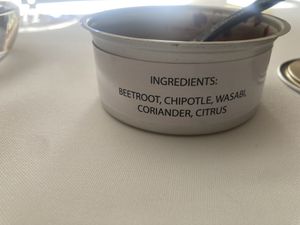 INGREDIENTS:
BEETROOT, CHIPOTLE, WASABI,
CORIANDER, CITRUS